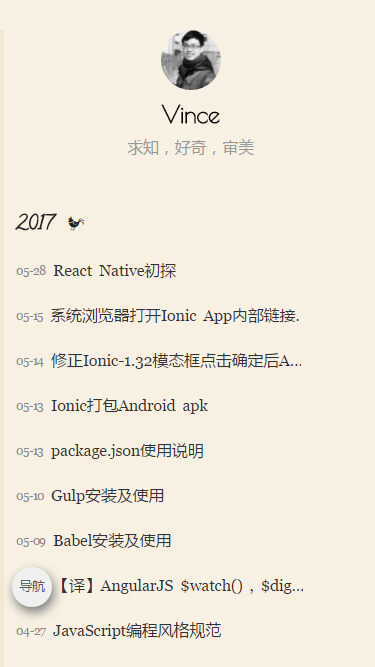 Vince
求知，好奇，审美
2017
05-28 React Native初探
05-15 系统浏览器打开Ionic App内部链接.
05-14 修正Ionic-1.32模态框点击确定后A...
05-13 Ionic打包Android apk
05-13 package.json使用说明
05-10 Gulp安装及使用
05-09 Babel安装及使用
导航 【译】AngularJS $watch() , $dig...
04-27 JavaScript编程风格规范